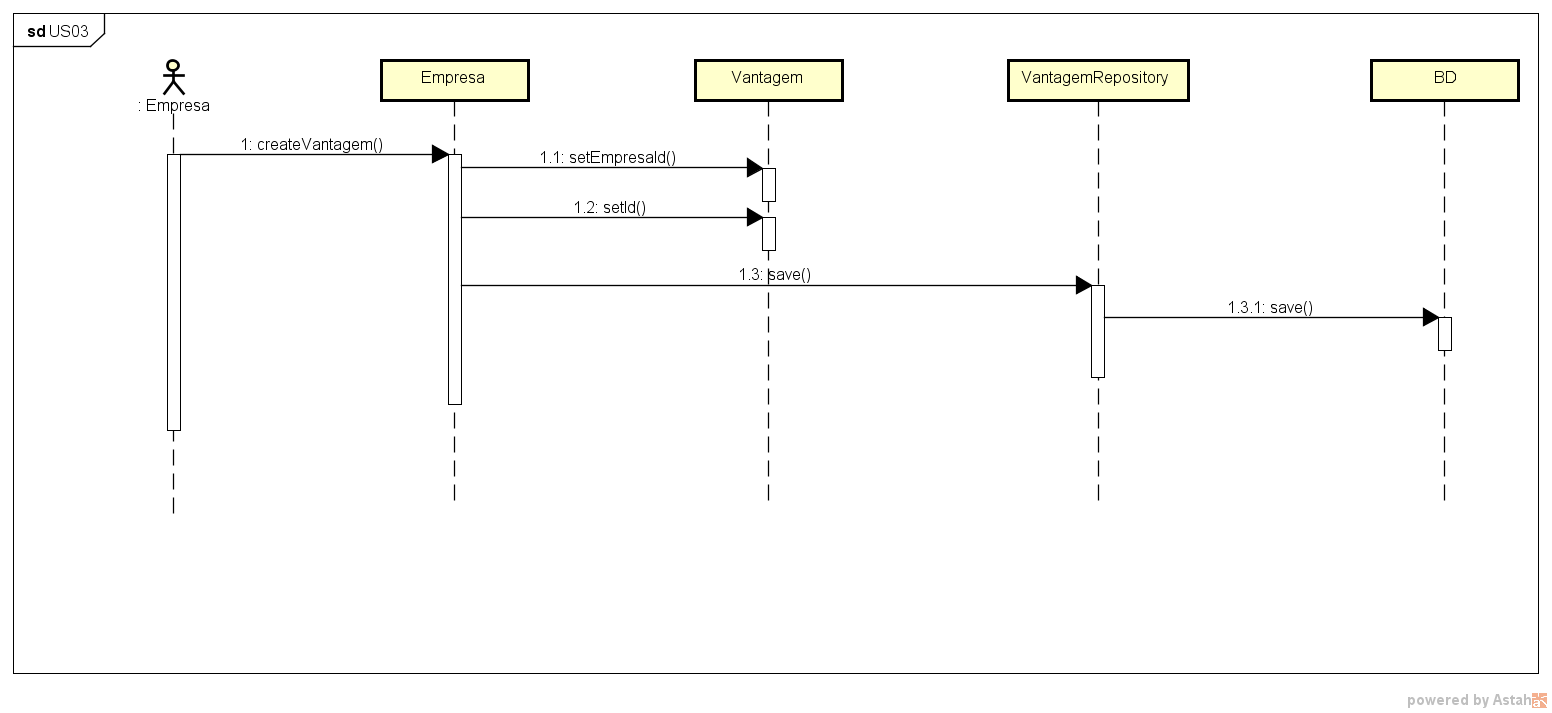 sd US03
: Empresa
Empresa
Vantagem
VantagemRepository
BD
1: createVantagem()
1.1: setEmpresaId()
1.2: setId()
1.3: save()
1.3.1: save()
powered by Astah